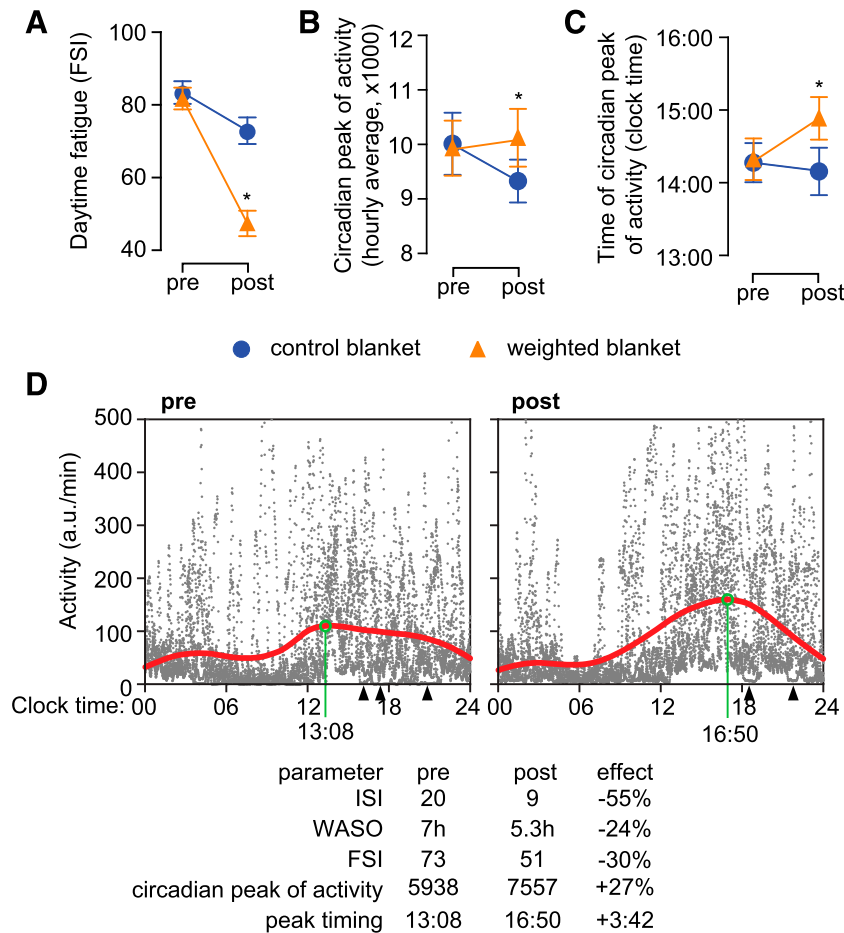 A
B
C
Daytime fatigue (FSI)
100
80
60
40
*
pre
post
Circadian peak of activity
(hourly average, x1000)
12
11
10
9
8
*
pre
post
Time of circadian peak
of activity (clock time)
16:00
15:00
14:00
13:00
*
pre
post
control blanket
weighted blanket
D
pre
post
Activity (a.u./min)
500
400
300
200
100
0
Clock time:
00 06 12 18 24
00 06 12 18 24
13:08
16:50
parameter pre post effect
ISI 20 9 -55%
WASO 7h 5.3h -24%
FSI 73 51 -30%
circadian peak of activity 5938 7557 +27%
peak timing 13:08 16:50 +3:42